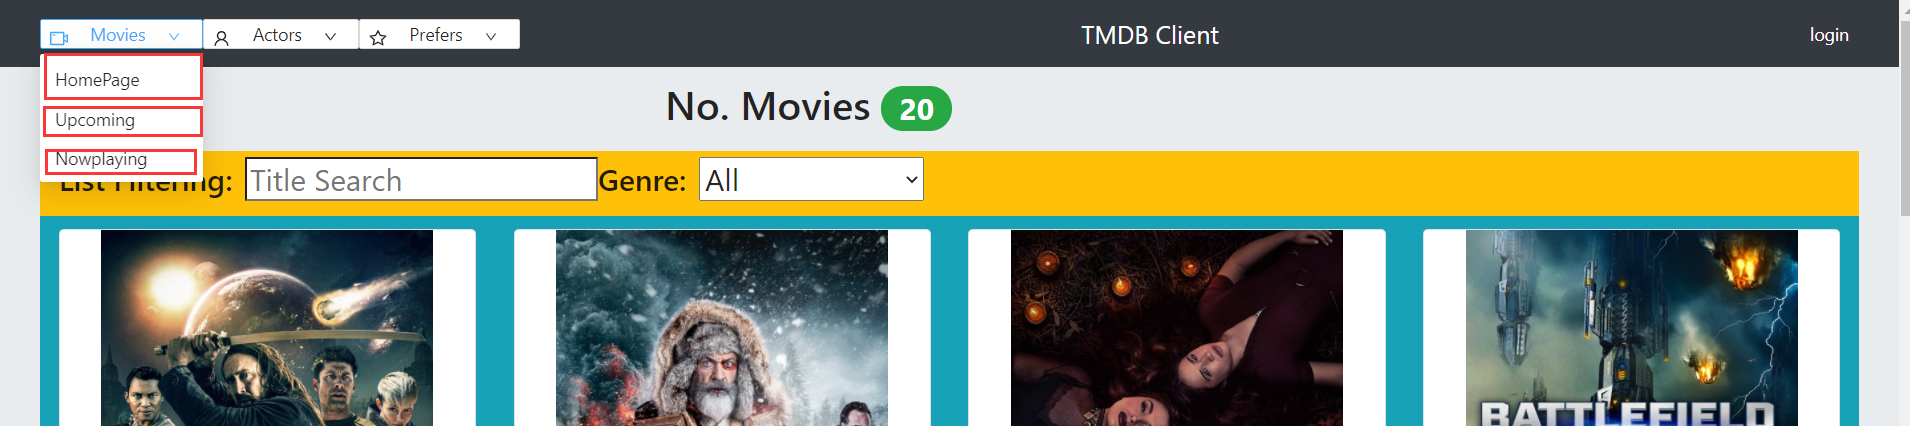 Movies Actors Prefers TMDB Client login
HomePage
Upcoming
Nowplaying
No. Movies 20
List Filtering: Title Search Genre: All
BATTLEFIELD